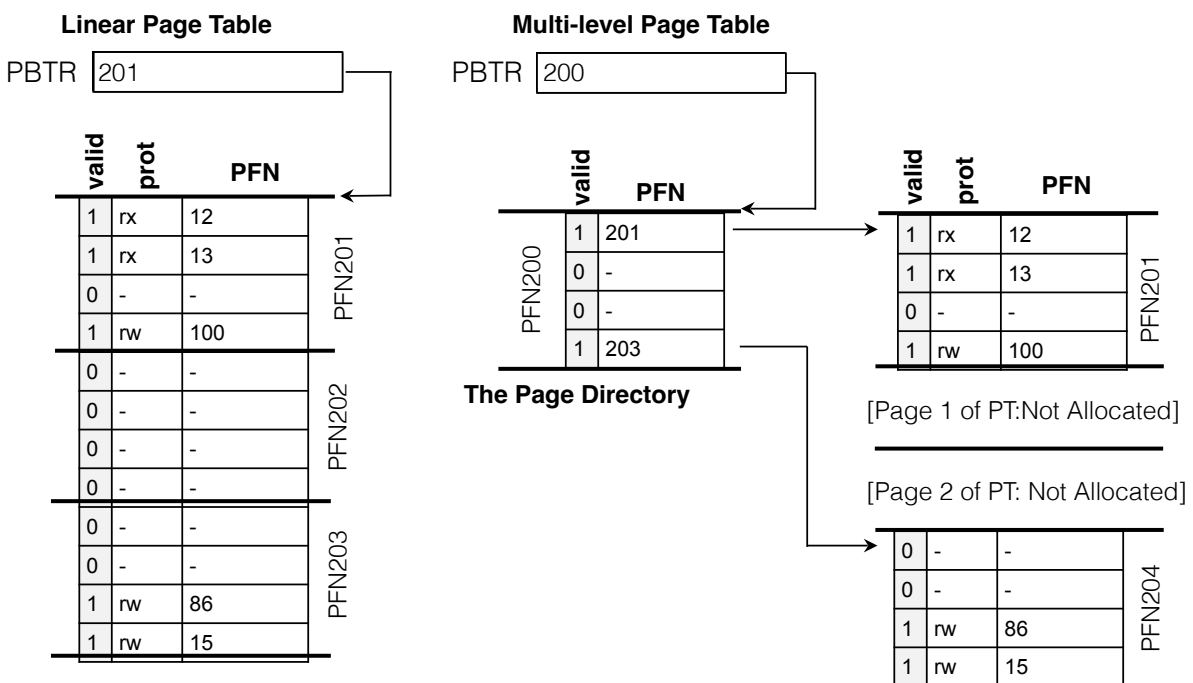 Linear Page Table
PBTR 201
valid prot PFN
1 rx 12
1 rx 13
0 - -
1 rw 100
PFN201
0 - -
0 - -
0 - -
0 - -
PFN202
0 - -
0 - -
1 rw 86
1 rw 15
PFN203
Multi-level Page Table
PBTR 200
valid PFN
1 201
0 -
0 -
1 203
PFN200
The Page Directory
valid prot PFN
1 rx 12
1 rx 13
0 - -
1 rw 100
PFN201
[Page 1 of PT:Not Allocated]
[Page 2 of PT: Not Allocated]
0 - -
0 - -
1 rw 86
1 rw 15
PFN204